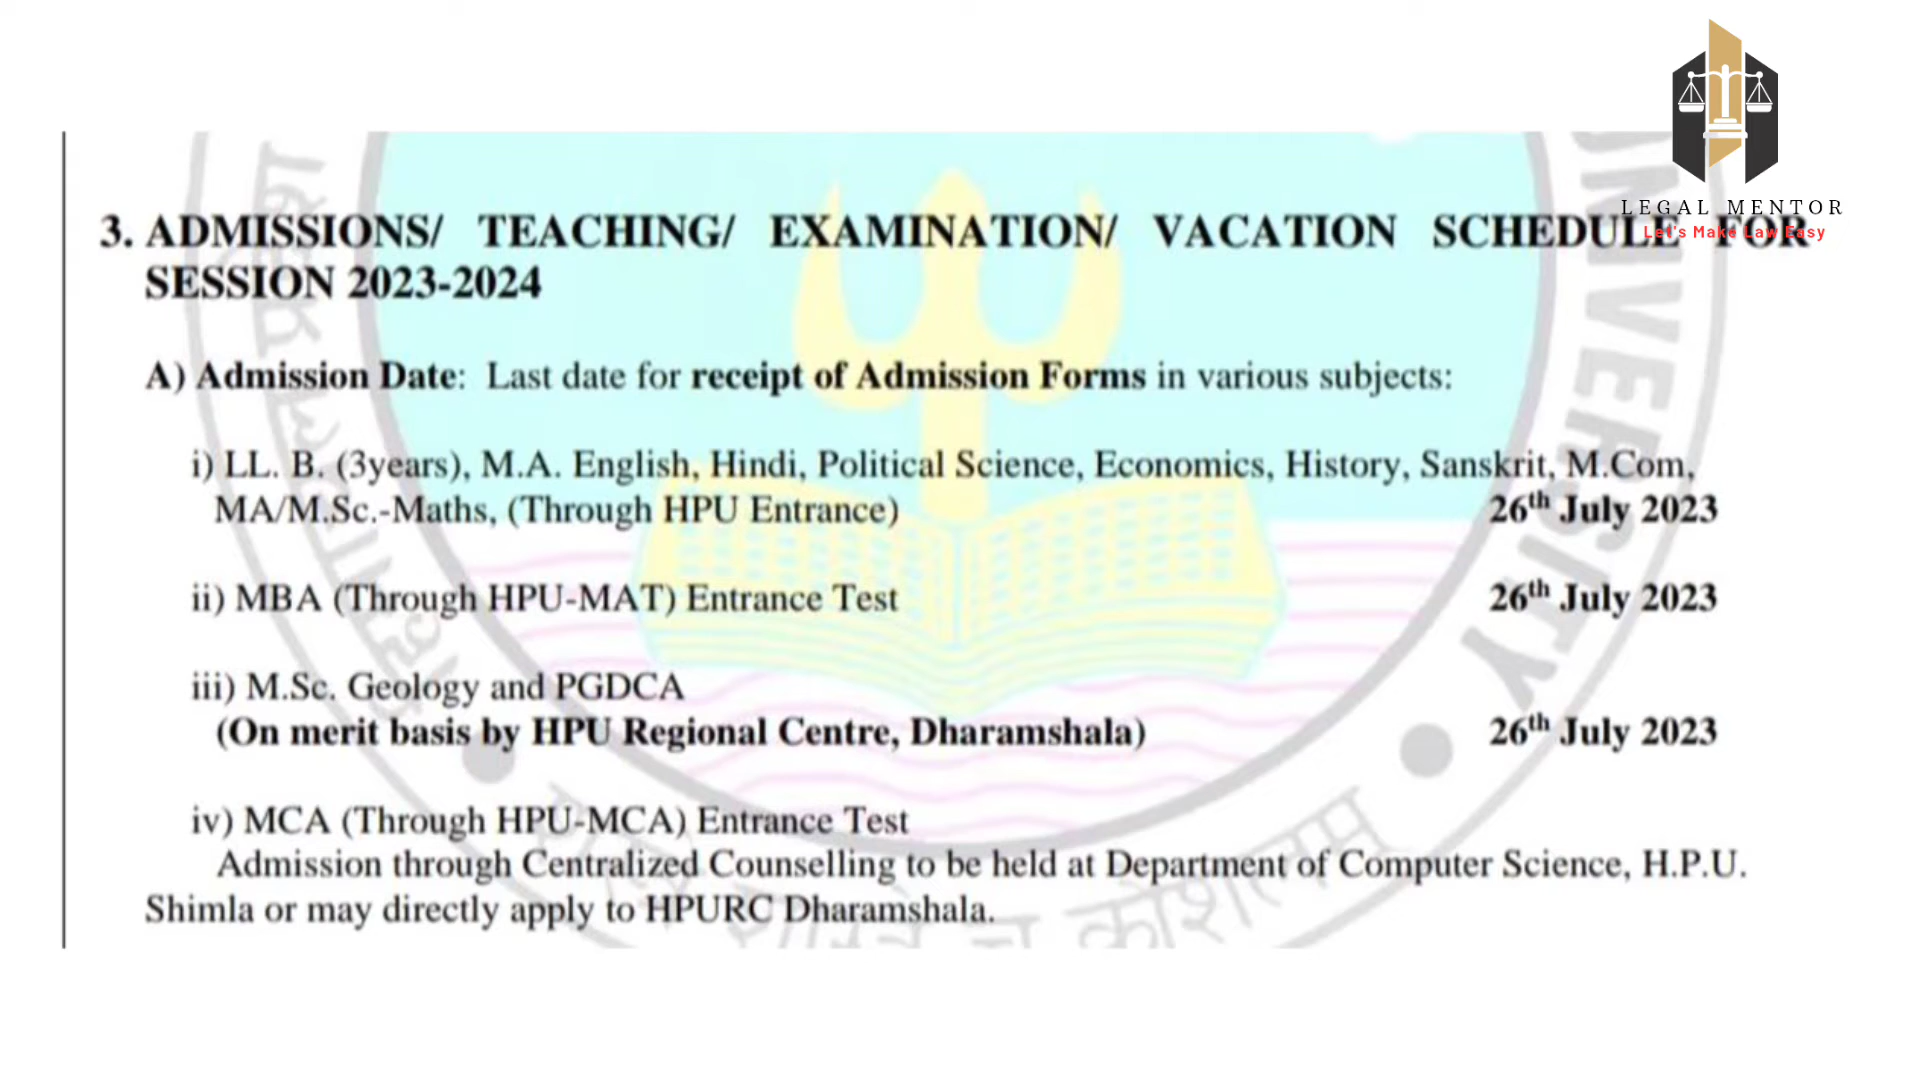 LEGAL MENTOR
Let's Make Law Easy
3. ADMISSIONS/ TEACHING/ EXAMINATION/ VACATION SCHEDULE FOR
SESSION 2023-2024
A) Admission Date: Last date for receipt of Admission Forms in various subjects:
i) LL. B. (3years), M.A. English, Hindi, Political Science, Economics, History, Sanskrit, M.Com,
MA/M.Sc.-Maths, (Through HPU Entrance) 26th July 2023
ii) MBA (Through HPU-MAT) Entrance Test 26th July 2023
iii) M.Sc. Geology and PGDCA
(On merit basis by HPU Regional Centre, Dharamshala) 26th July 2023
iv) MCA (Through HPU-MCA) Entrance Test
Admission through Centralized Counselling to be held at Department of Computer Science, H.P.U.
Shimla or may directly apply to HPURC Dharamshala.